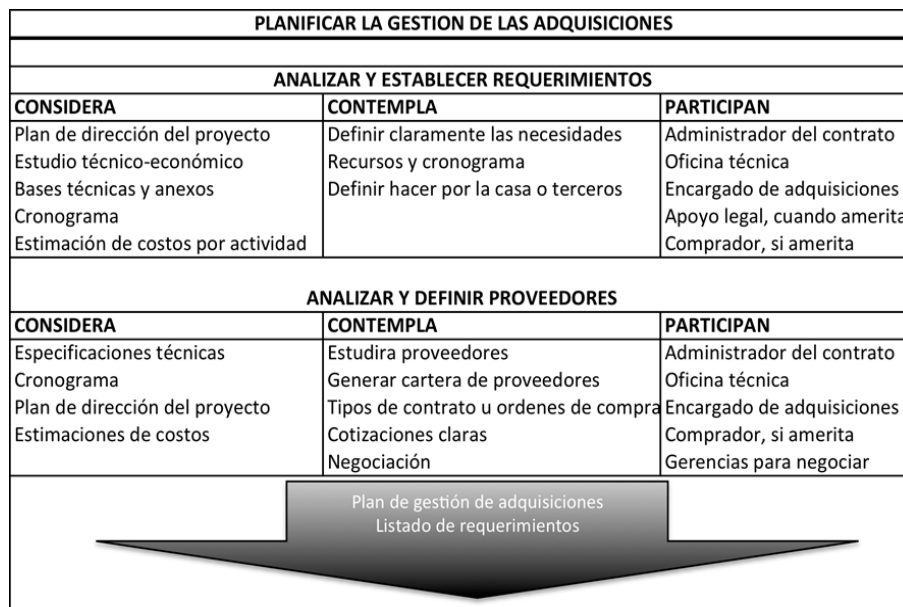 PLANIFICAR LA GESTION DE LAS ADQUISICIONES
ANALIZAR Y ESTABLECER REQUERIMIENTOS
CONSIDERA CONTEMPLA PARTICIPAN
Plan de dirección del proyecto Definir claramente las necesidades Administrador del contrato
Estudio técnico-económico Recursos y cronograma Oficina técnica
Bases técnicas y anexos Definir hacer por la casa o terceros Encargado de adquisiciones
Cronograma Apoyo legal, cuando amerita
Estimación de costos por actividad Comprador, si amerita
ANALIZAR Y DEFINIR PROVEEDORES
CONSIDERA CONTEMPLA PARTICIPAN
Especificaciones técnicas Estudira proveedores Administrador del contrato
Cronograma Generar cartera de proveedores Oficina técnica
Plan de dirección del proyecto Tipos de contrato u ordenes de compra Encargado de adquisiciones
Estimaciones de costos Cotizaciones claras Comprador, si amerita
Negociación Gerencias para negociar
Plan de gestión de adquisiciones
Listado de requerimientos